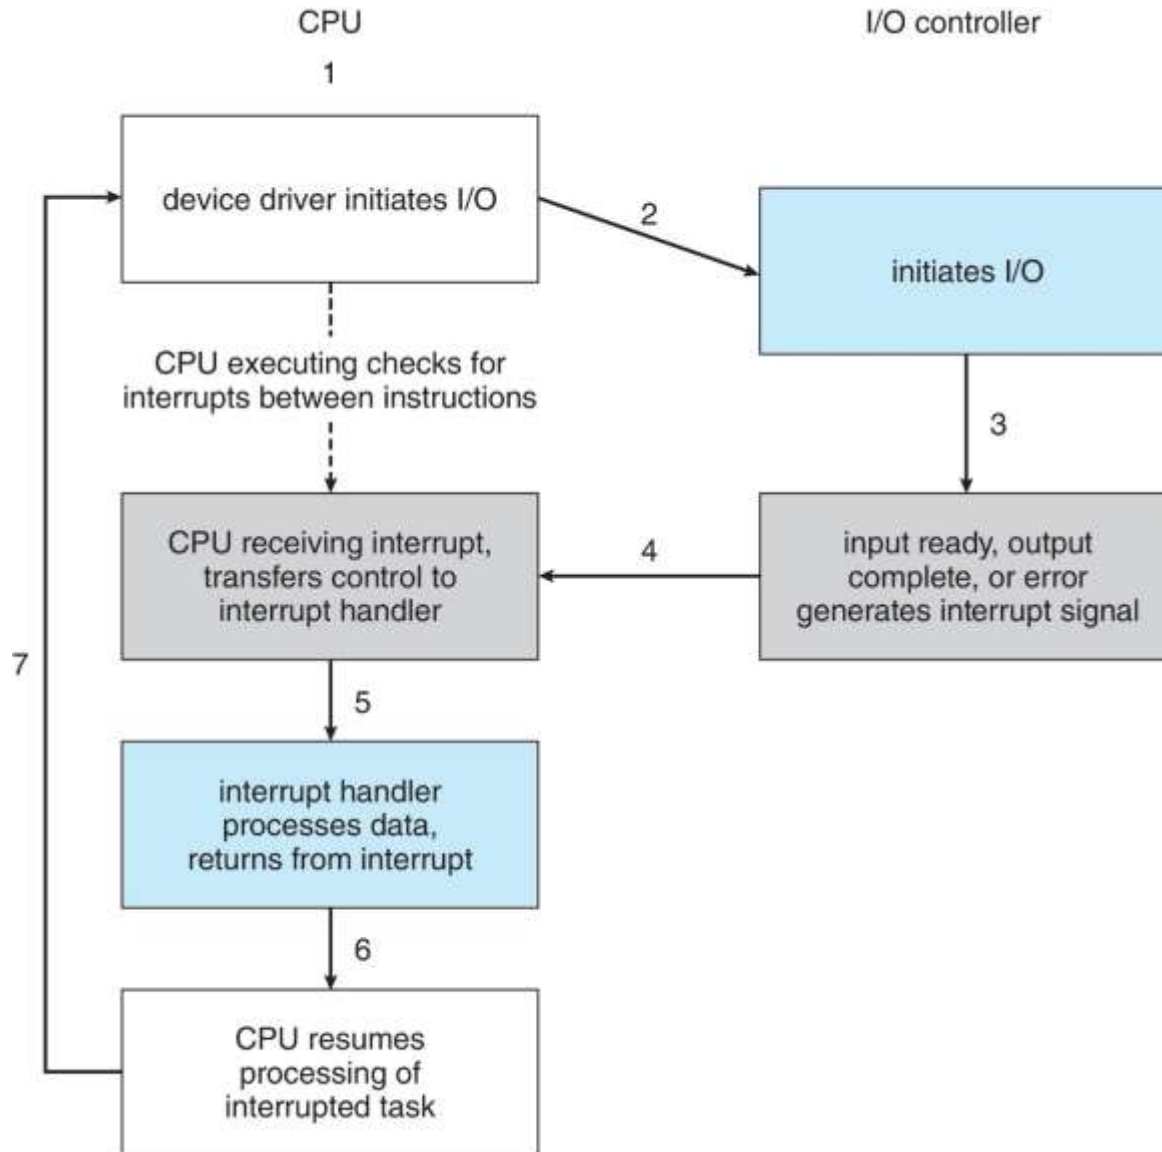 CPU
I/O controller
1
device driver initiates I/O
2
initiates I/O
CPU executing checks for
interrupts between instructions
3
CPU receiving interrupt,
transfers control to
interrupt handler
4
input ready, output
complete, or error
generates interrupt signal
7
5
interrupt handler
processes data,
returns from interrupt
6
CPU resumes
processing of
interrupted task